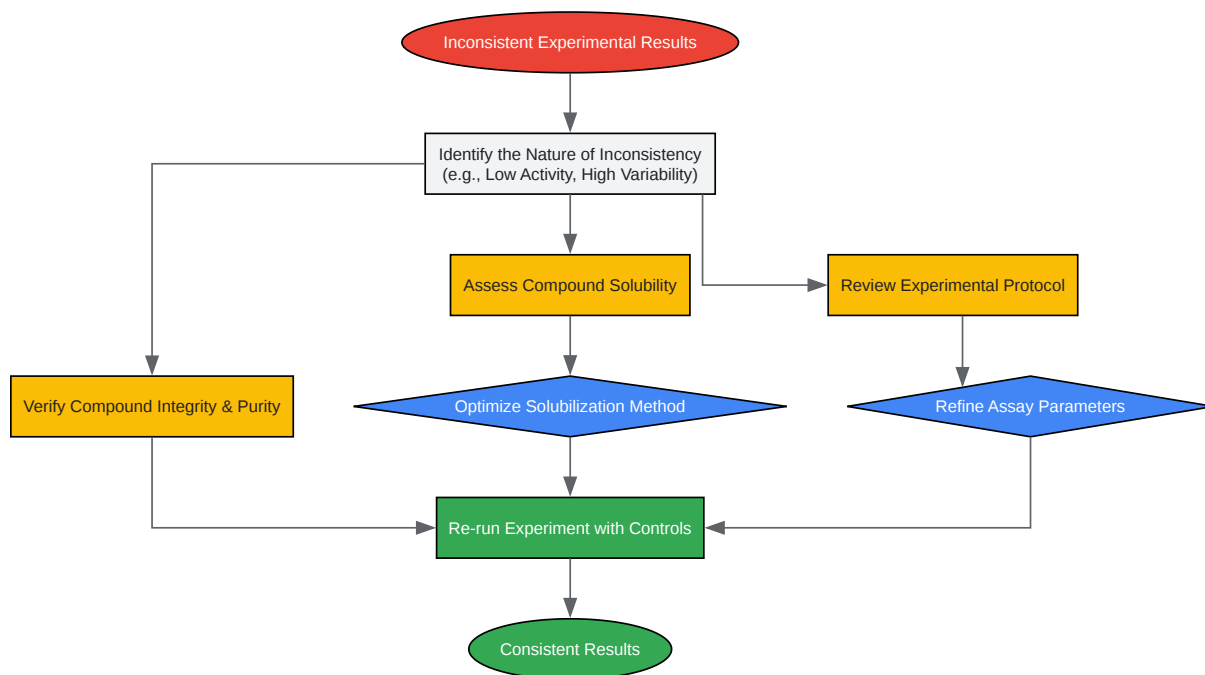 Inconsistent Experimental Results
Identify the Nature of Inconsistency
(e.g., Low Activity, High Variability)
Assess Compound Solubility
Review Experimental Protocol
Verify Compound Integrity & Purity
Optimize Solubilization Method
Refine Assay Parameters
Re-run Experiment with Controls
Consistent Results